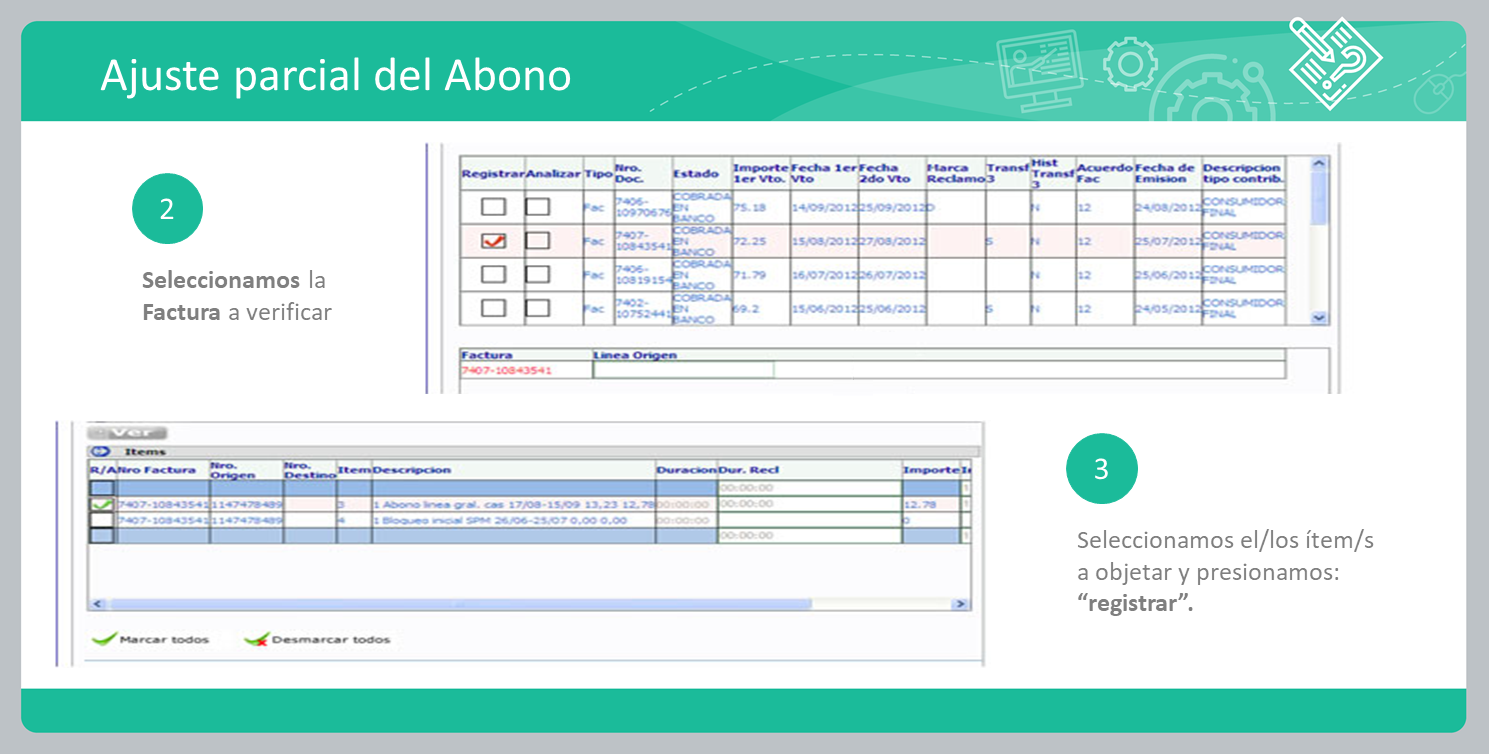 Ajuste parcial del Abono
2
Seleccionamos la
Factura a verificar
Registrar Analizar Tipo Nro. Doc. Estado Importe 1er Vto. Fecha 1er Vto Fecha 2do Vto Marca Reclamo Transf 3 Hist Transf 3 Acuerdo Fac Fecha de Emision Descripcion tipo contrib.
Fac 7406-10970676 COBRADA EN BANCO 75.18 14/09/2012 25/09/2012 D N 12 24/08/2012 CONSUMIDOR FINAL
Fac 7407-10843541 COBRADA EN BANCO 72.25 15/08/2012 27/08/2012 S N 12 25/07/2012 CONSUMIDOR FINAL
Fac 7406-10819154 COBRADA EN BANCO 71.79 16/07/2012 26/07/2012 N 12 25/06/2012 CONSUMIDOR FINAL
Fac 7402-10752441 COBRADA EN BANCO 69.2 15/06/2012 25/06/2012 S N 12 24/05/2012 CONSUMIDOR FINAL
Factura Linea Origen
7407-10843541
Ver
Items
R/A Nro Factura Nro. Origen Nro. Destino Item Descripcion Duracion Dur. Recl Importe
00:00:00
7407-10843541 1147478489 3 1 Abono linea gral. cas 17/08-15/09 13,23 12,78 00:00:00 00:00:00 12.78
7407-10843541 1147478489 4 1 Bloqueo inicial SPM 26/06-25/07 0,00 0,00 00:00:00 0
00:00:00
Marcar todos Desmarcar todos
3
Seleccionamos el/los ítem/s
a objetar y presionamos:
“registrar”.